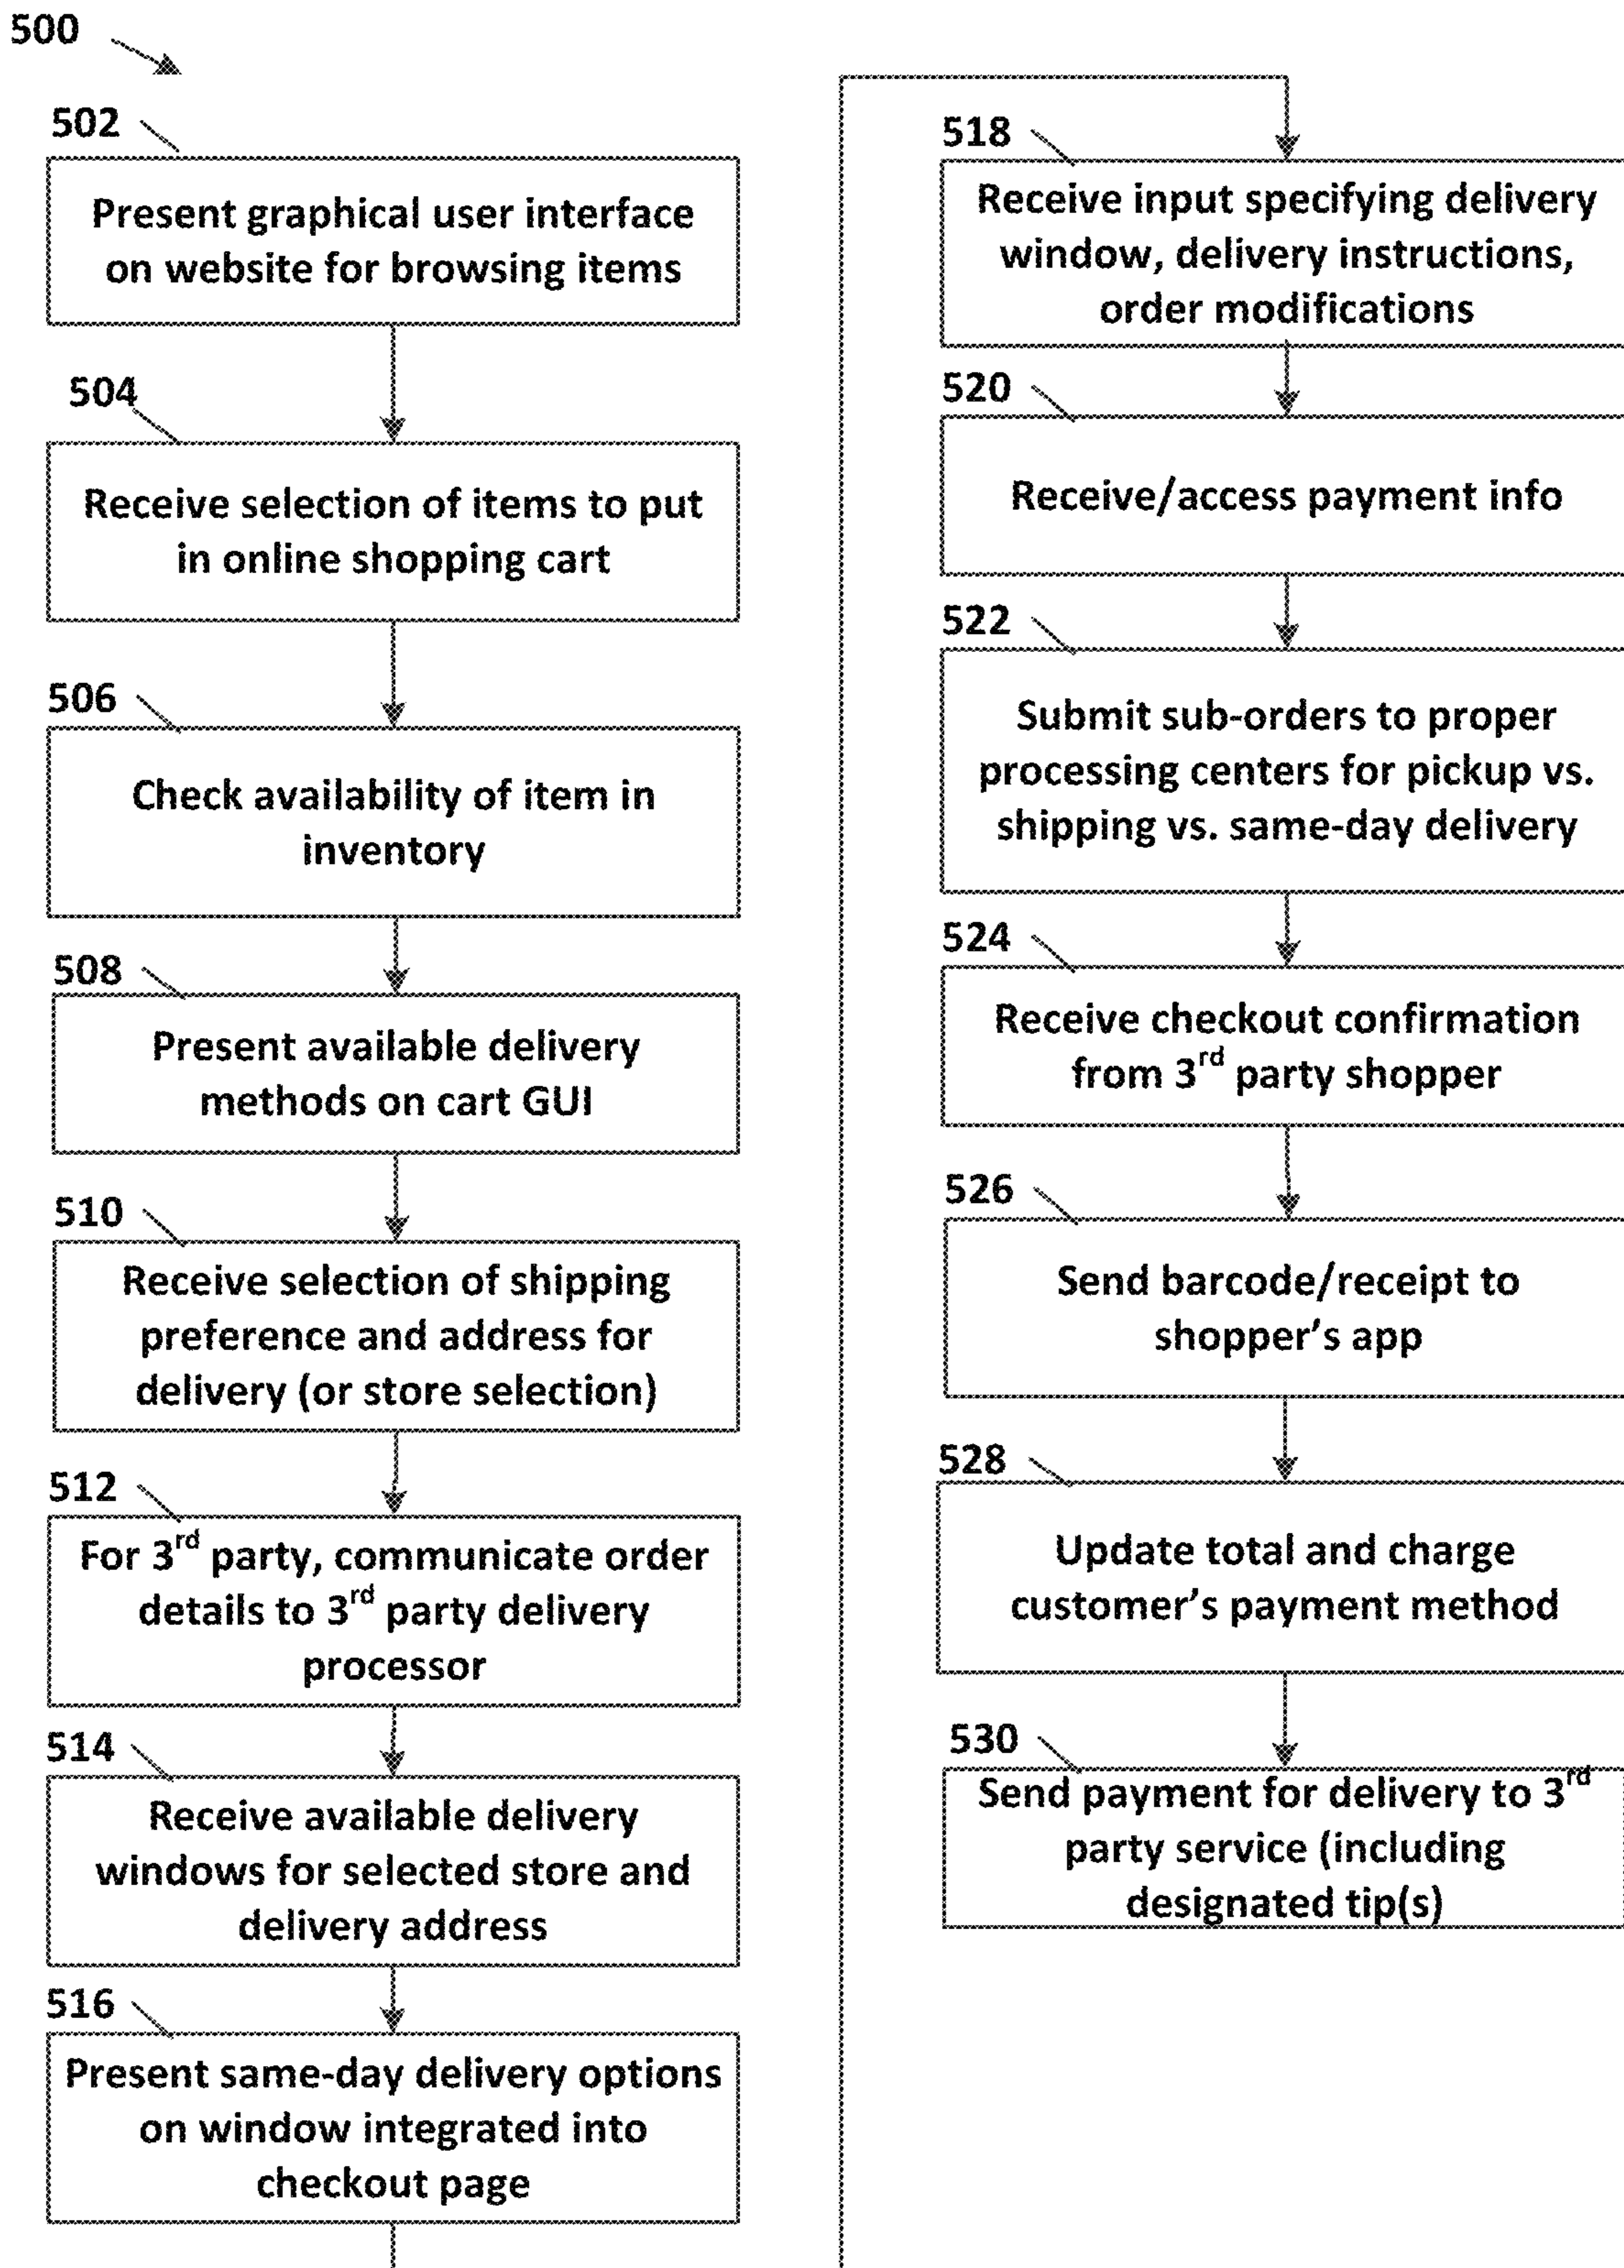 500
502
Present graphical user interface
on website for browsing items
504
Receive selection of items to put
in online shopping cart
506
Check availability of item in
inventory
508
Present available delivery
methods on cart GUI
510
Receive selection of shipping
preference and address for
delivery (or store selection)
512
For 3rd party, communicate order
details to 3rd party delivery
processor
514
Receive available delivery
windows for selected store and
delivery address
516
Present same-day delivery options
on window integrated into
checkout page
518
Receive input specifying delivery
window, delivery instructions,
order modifications
520
Receive/access payment info
522
Submit sub-orders to proper
processing centers for pickup vs.
shipping vs. same-day delivery
524
Receive checkout confirmation
from 3rd party shopper
526
Send barcode/receipt to
shopper's app
528
Update total and charge
customer's payment method
530
Send payment for delivery to 3rd
party service (including
designated tip(s)